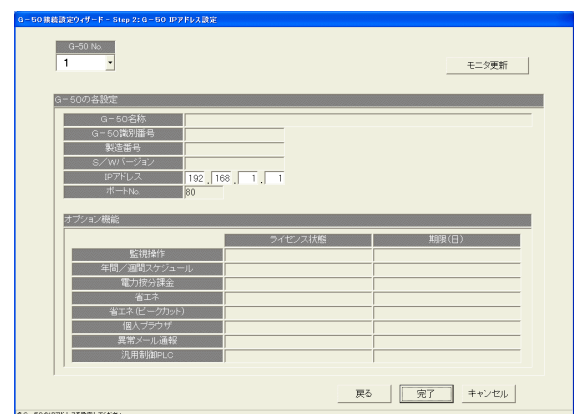 G-50接続設定ウィザード - Step 2: G-50 IPアドレス設定
G-50 No.
1
モニタ更新
G-50の各設定
G-50名称
G-50識別番号
製造番号
S/Wバージョン
IPアドレス 192 . 168 . 1 . 1
ポートNo. 80
オプション機能
ライセンス状態 期限(日)
監視操作
年間/週間スケジュール
電力按分課金
省エネ
省エネ(ピークカット)
個人ブラウザ
異常メール通報
汎用制御PLC
戻る 完了 キャンセル